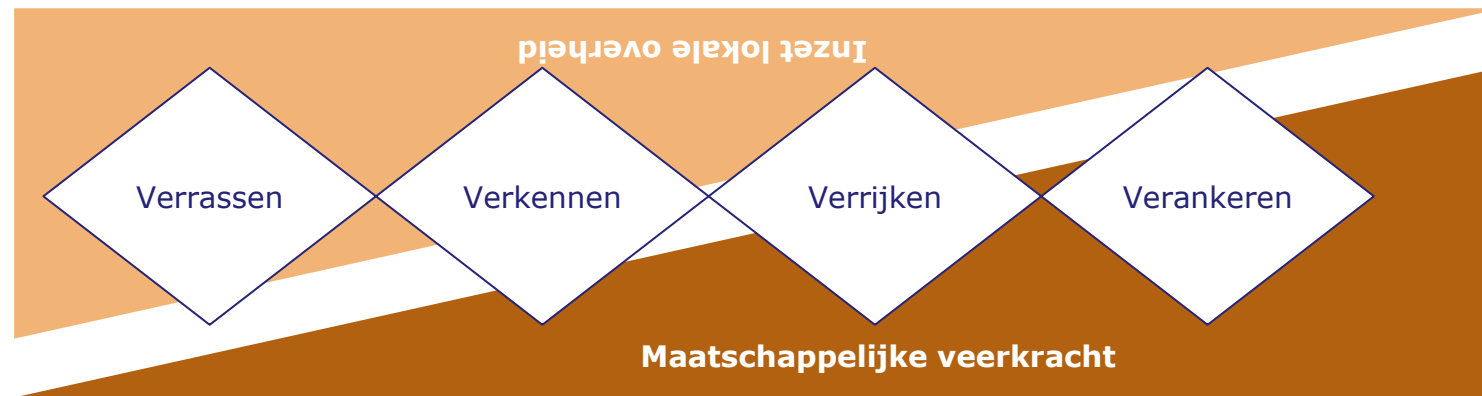 Inzet lokale overheid
Verrassen
Verkennen
Verrijken
Verankeren
Maatschappelijke veerkracht